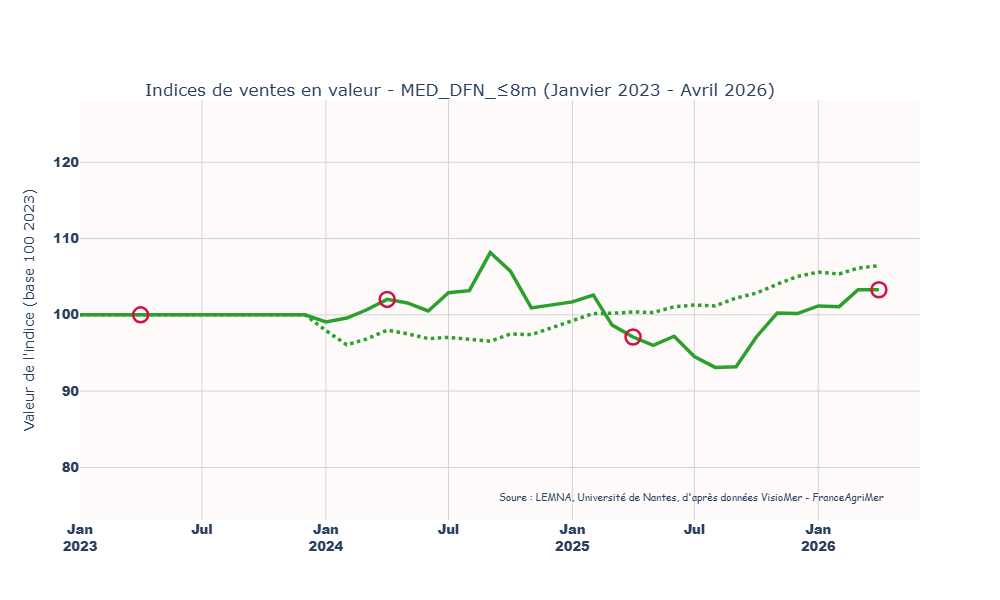 Indices de ventes en valeur - MED_DFN_≤8m (Janvier 2023 - Avril 2026)
Valeur de l'indice (base 100 2023)
120
110
100
90
80
Soure : LEMNA, Université de Nantes, d'après données VisioMer - FranceAgriMer
Jan Jul Jan Jul Jan Jul Jan
2023 2024 2025 2026